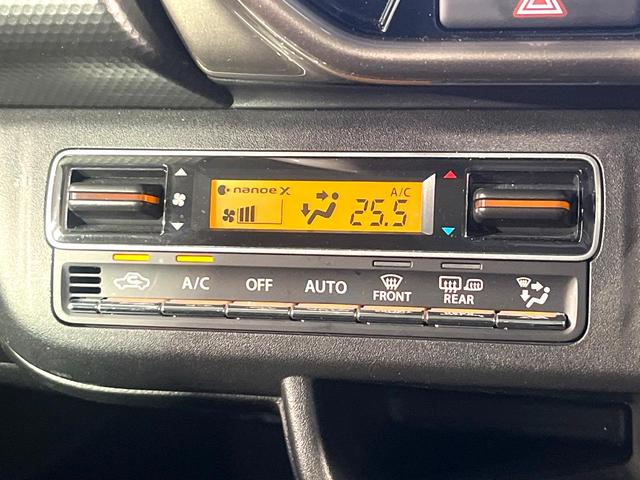 nanoe X
A/C
25.5
A/C
OFF
AUTO
FRONT
REAR